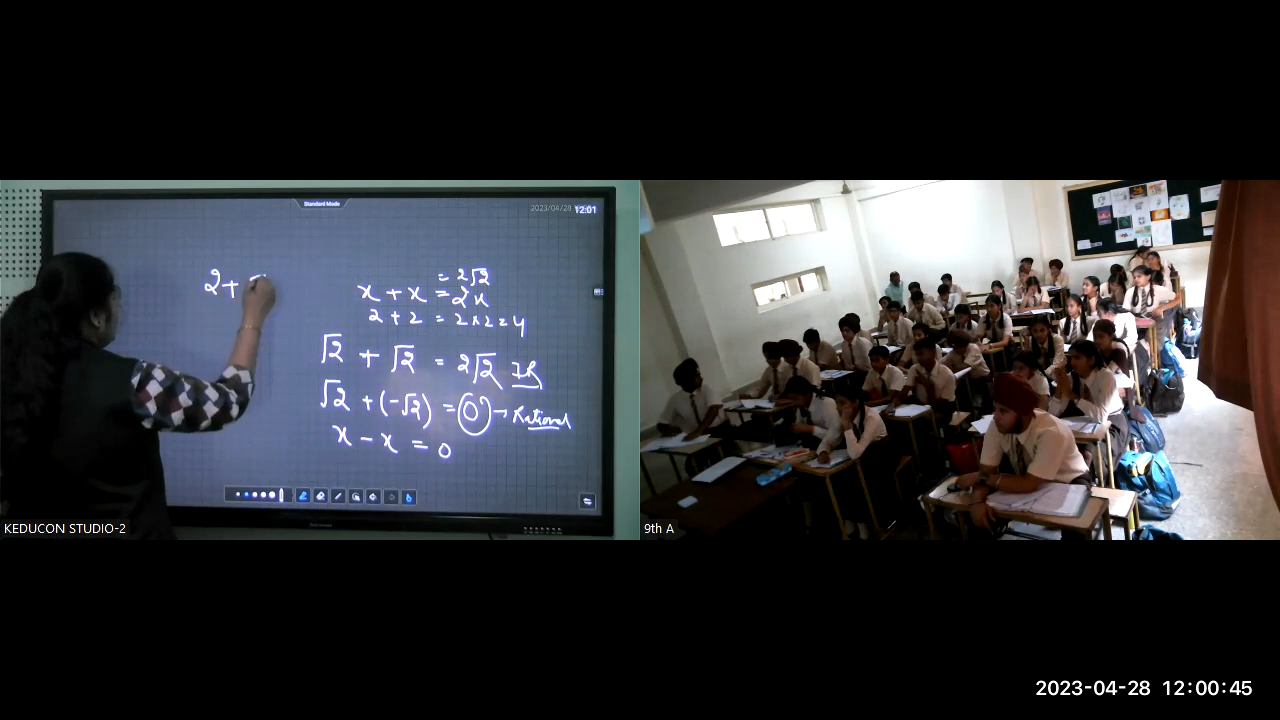 Standard Mode
2023/04/28
12:01
2+
= 2√2
x + x = 2x
2 + 2 = 2×2 = 4
√2 + √2 = 2√2 IR
√2 + (-√2) = 0 → Rational
x - x = 0
KEDUCON STUDIO-2
9th A
2023-04-28 12:00:45